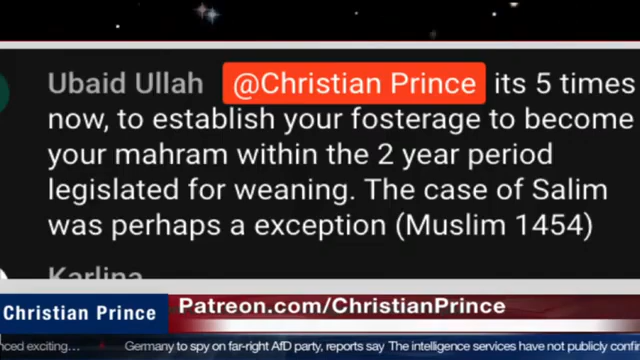 Ubaid Ullah @Christian Prince its 5 times
now, to establish your fosterage to become
your mahram within the 2 year period
legislated for weaning. The case of Salim
was perhaps a exception (Muslim 1454)
Karlina
Christian Prince
Patreon.com/ChristianPrince
exciting... Germany to spy on far-right AfD party, reports say The intelligence services have not publicly